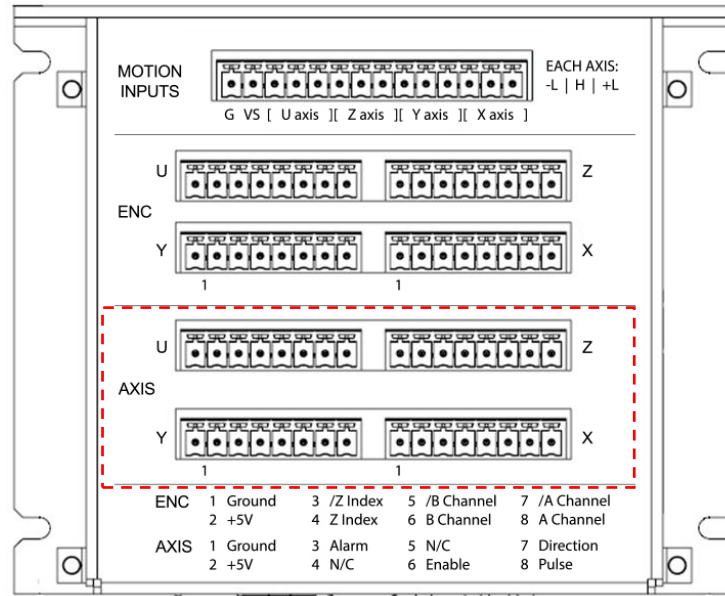 MOTION INPUTS
EACH AXIS:
-L | H | +L
G VS [ U axis ][ Z axis ][ Y axis ][ X axis ]
U Z
ENC
Y X
1 1
U Z
AXIS
Y X
1 1
ENC 1 Ground 3 /Z Index 5 /B Channel 7 /A Channel
2 +5V 4 Z Index 6 B Channel 8 A Channel
AXIS 1 Ground 3 Alarm 5 N/C 7 Direction
2 +5V 4 N/C 6 Enable 8 Pulse